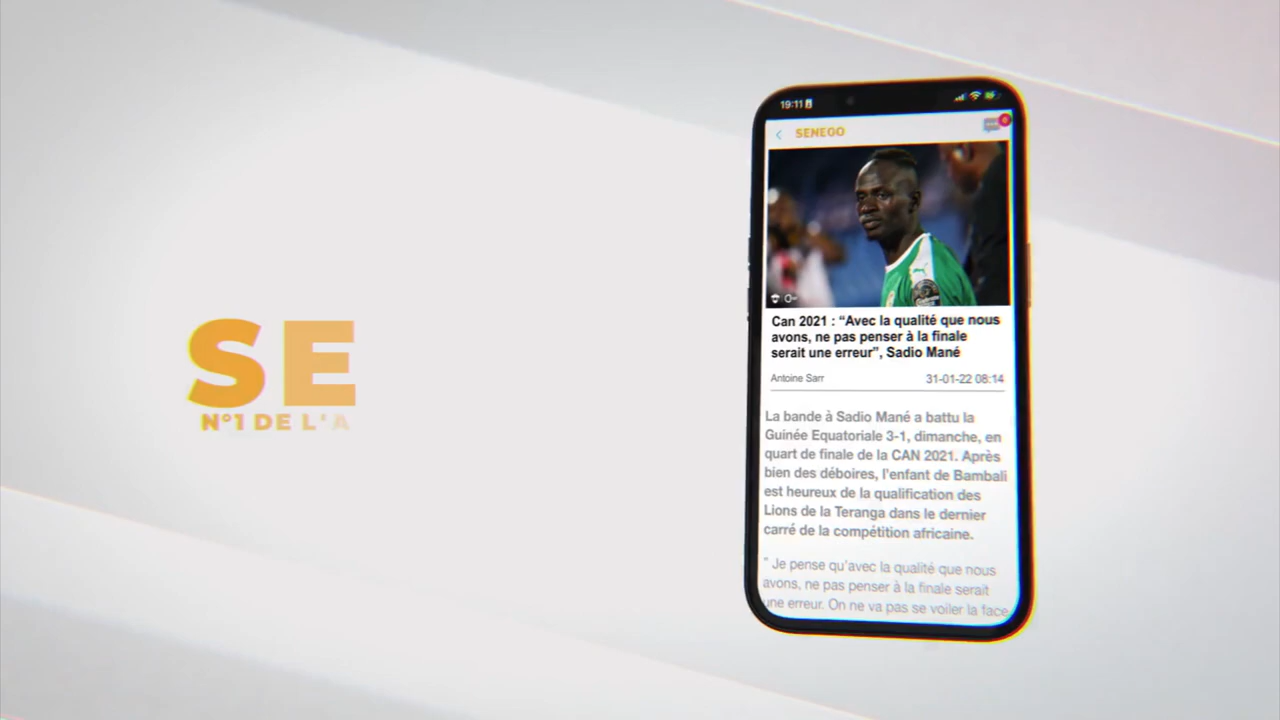 SE
N°1 DE L'A
19:11
SENEGO
Can 2021 : “Avec la qualité que nous
avons, ne pas penser à la finale
serait une erreur”, Sadio Mané
Antoine Sarr 31-01-22 08:14
La bande à Sadio Mané a battu la
Guinée Equatoriale 3-1, dimanche, en
quart de finale de la CAN 2021. Après
bien des déboires, l'enfant de Bambali
est heureux de la qualification des
Lions de la Teranga dans le dernier
carré de la compétition africaine.
" Je pense qu'avec la qualité que nous
avons, ne pas penser à la finale serait
une erreur. On ne va pas se voiler la face